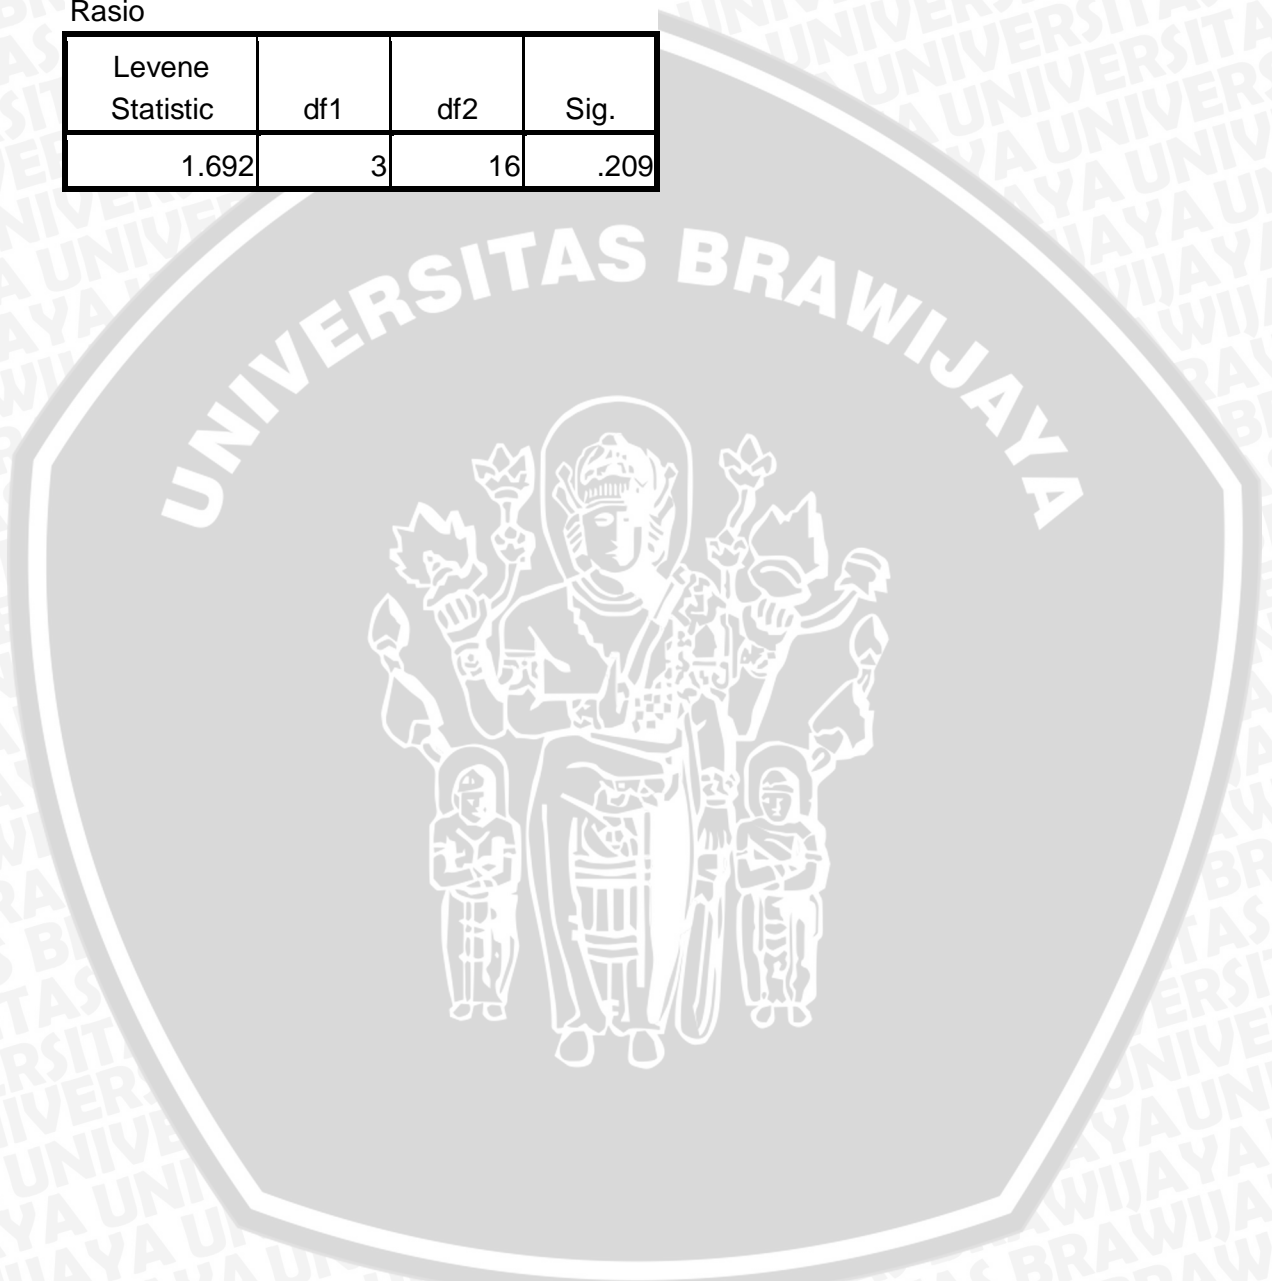 Rasio
Levene
Statistic df1 df2 Sig.
1.692 3 16 .209
UNIVERSITAS BRAWIJAYA